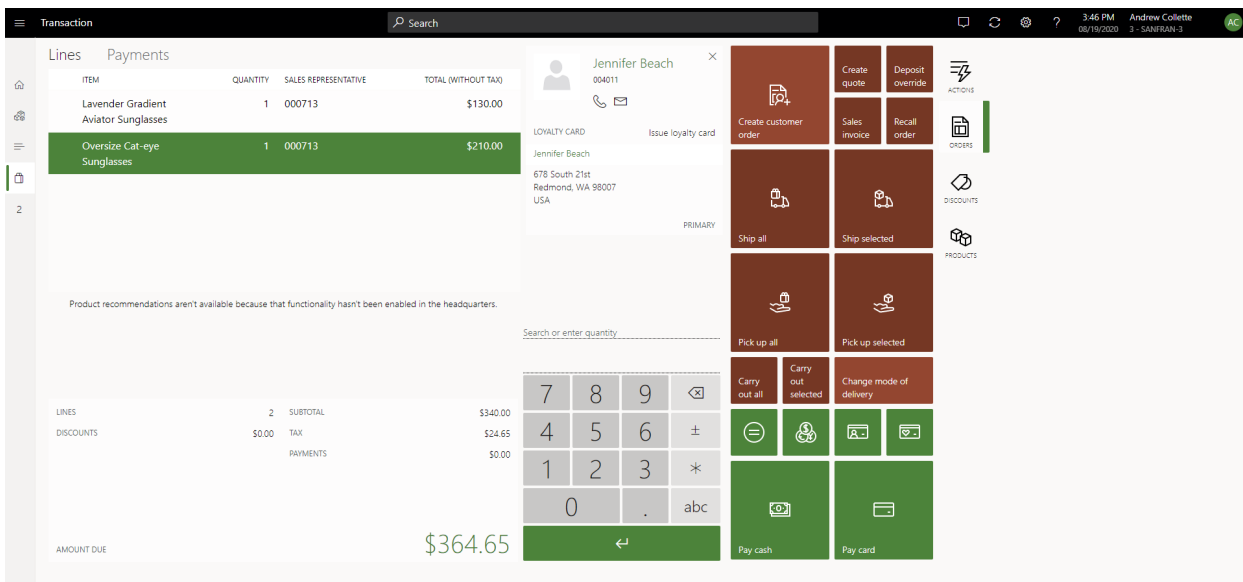 Transaction
Search
3:46 PM
08/19/2020
Andrew Collette
3 - SANFRAN-3
AC
2
Lines
Payments
ITEM
QUANTITY
SALES REPRESENTATIVE
TOTAL (WITHOUT TAX)
Lavender Gradient
Aviator Sunglasses
1
000713
$130.00
Oversize Cat-eye
Sunglasses
1
000713
$210.00
Product recommendations aren't available because that functionality hasn't been enabled in the headquarters.
LINES
2
DISCOUNTS
$0.00
SUBTOTAL
$340.00
TAX
$24.65
PAYMENTS
$0.00
AMOUNT DUE
$364.65
Jennifer Beach
004011
LOYALTY CARD
Issue loyalty card
Jennifer Beach
678 South 21st
Redmond, WA 98007
USA
PRIMARY
Search or enter quantity
7
8
9
4
5
6
±
1
2
3
*
0
.
abc
Create customer
order
Create
quote
Deposit
override
Sales
invoice
Recall
order
Ship all
Ship selected
Pick up all
Pick up selected
Carry
out all
Carry
out
selected
Change mode of
delivery
Pay cash
Pay card
ACTIONS
ORDERS
DISCOUNTS
PRODUCTS